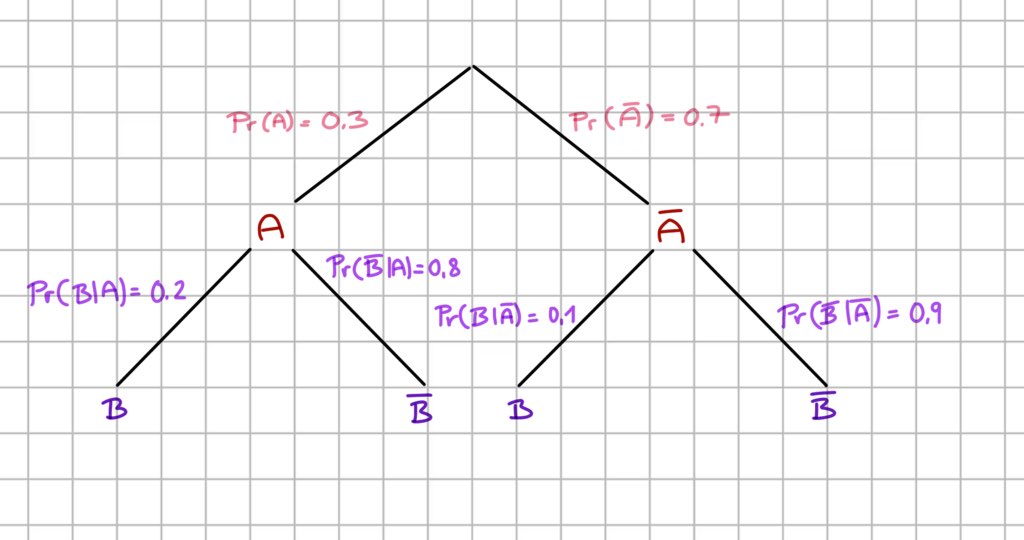 Pr(A) = 0.3
Pr(A̅) = 0.7
A
A̅
Pr(B|A) = 0.2
Pr(B̅|A) = 0.8
Pr(B|A̅) = 0.1
Pr(B̅|A̅) = 0.9
B
B̅
B
B̅